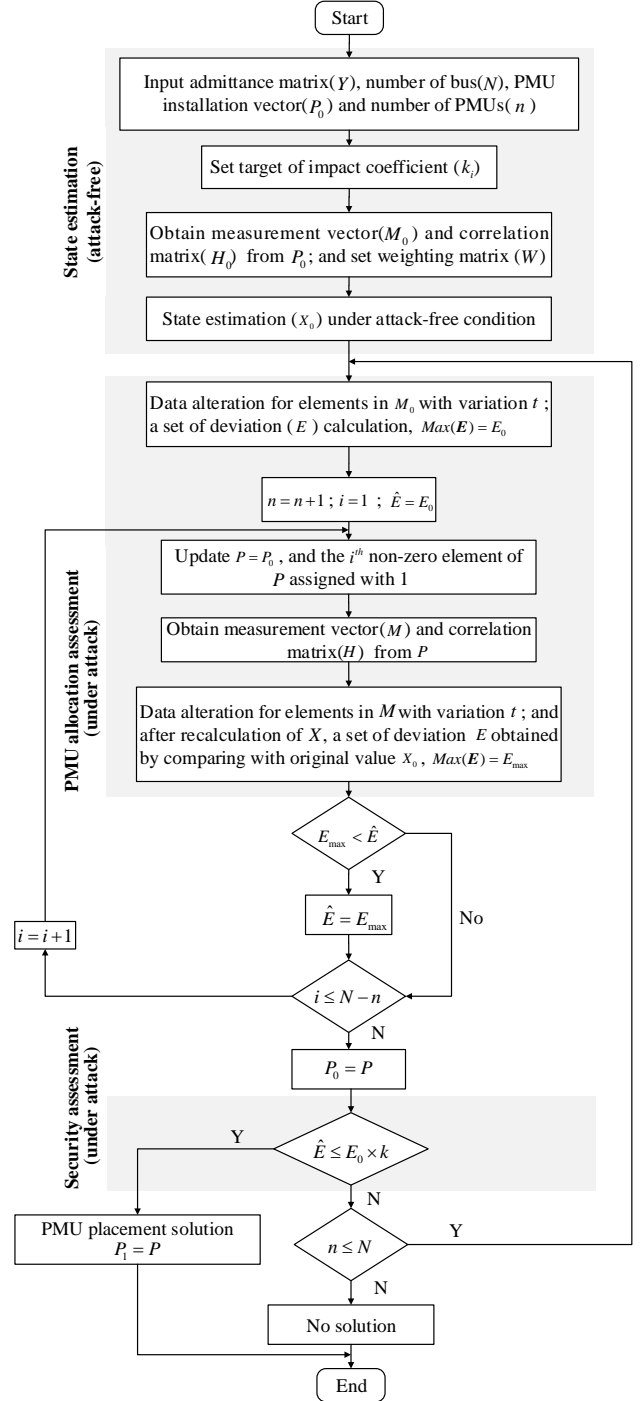 Start
Input admittance matrix(Y), number of bus(N), PMU
installation vector(P₀) and number of PMUs( n )
Set target of impact coefficient (kᵢ)
Obtain measurement vector(M₀) and correlation
matrix( H₀) from P₀; and set weighting matrix (W)
State estimation (X₀) under attack-free condition
State estimation
(attack-free)
Data alteration for elements in M₀ with variation t ;
a set of deviation ( E ) calculation, Max(E) = E₀
n = n+1 ; i = 1 ; Ê = E₀
Update P = P₀ , and the iᵗʰ non-zero element of
P assigned with 1
Obtain measurement vector(M) and correlation
matrix(H) from P
Data alteration for elements in M with variation t ; and
after recalculation of X, a set of deviation E obtained
by comparing with original value X₀ , Max(E) = Eₘₐₓ
PMU allocation assessment
(under attack)
Eₘₐₓ < Ê
Y
No
Ê = Eₘₐₓ
i = i+1
i ≤ N − n
N
P₀ = P
Security assessment
(under attack)
Y
Ê ≤ E₀ × k
N
PMU placement solution
P₁ = P
n ≤ N
Y
N
No solution
End